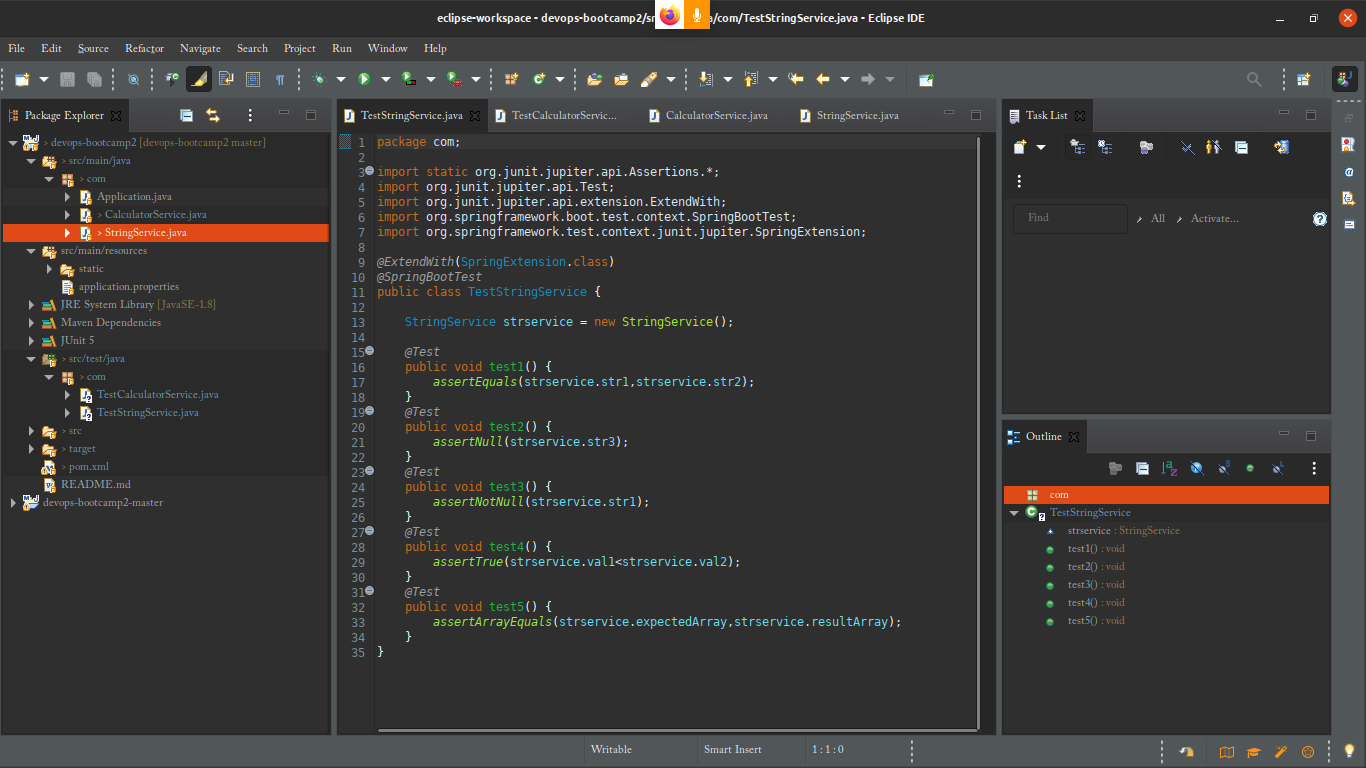 eclipse-workspace - devops-bootcamp2/sr a/com/TestStringService.java - Eclipse IDE
File Edit Source Refactor Navigate Search Project Run Window Help
Package Explorer
devops-bootcamp2 [devops-bootcamp2 master]
src/main/java
com
Application.java
CalculatorService.java
StringService.java
src/main/resources
static
application.properties
JRE System Library [JavaSE-1.8]
Maven Dependencies
JUnit 5
src/test/java
com
TestCalculatorService.java
TestStringService.java
src
target
pom.xml
README.md
devops-bootcamp2-master
TestStringService.java TestCalculatorServic... CalculatorService.java StringService.java
1 package com;
2
3 import static org.junit.jupiter.api.Assertions.*;
4 import org.junit.jupiter.api.Test;
5 import org.junit.jupiter.api.extension.ExtendWith;
6 import org.springframework.boot.test.context.SpringBootTest;
7 import org.springframework.test.context.junit.jupiter.SpringExtension;
8
9 @ExtendWith(SpringExtension.class)
10 @SpringBootTest
11 public class TestStringService {
12
13 StringService strservice = new StringService();
14
15 @Test
16 public void test1() {
17 assertEquals(strservice.str1,strservice.str2);
18 }
19 @Test
20 public void test2() {
21 assertNull(strservice.str3);
22 }
23 @Test
24 public void test3() {
25 assertNotNull(strservice.str1);
26 }
27 @Test
28 public void test4() {
29 assertTrue(strservice.val1<strservice.val2);
30 }
31 @Test
32 public void test5() {
33 assertArrayEquals(strservice.expectedArray,strservice.resultArray);
34 }
35 }
Task List
Find All Activate...
Outline
com
TestStringService
strservice : StringService
test1() : void
test2() : void
test3() : void
test4() : void
test5() : void
Writable Smart Insert 1 : 1 : 0